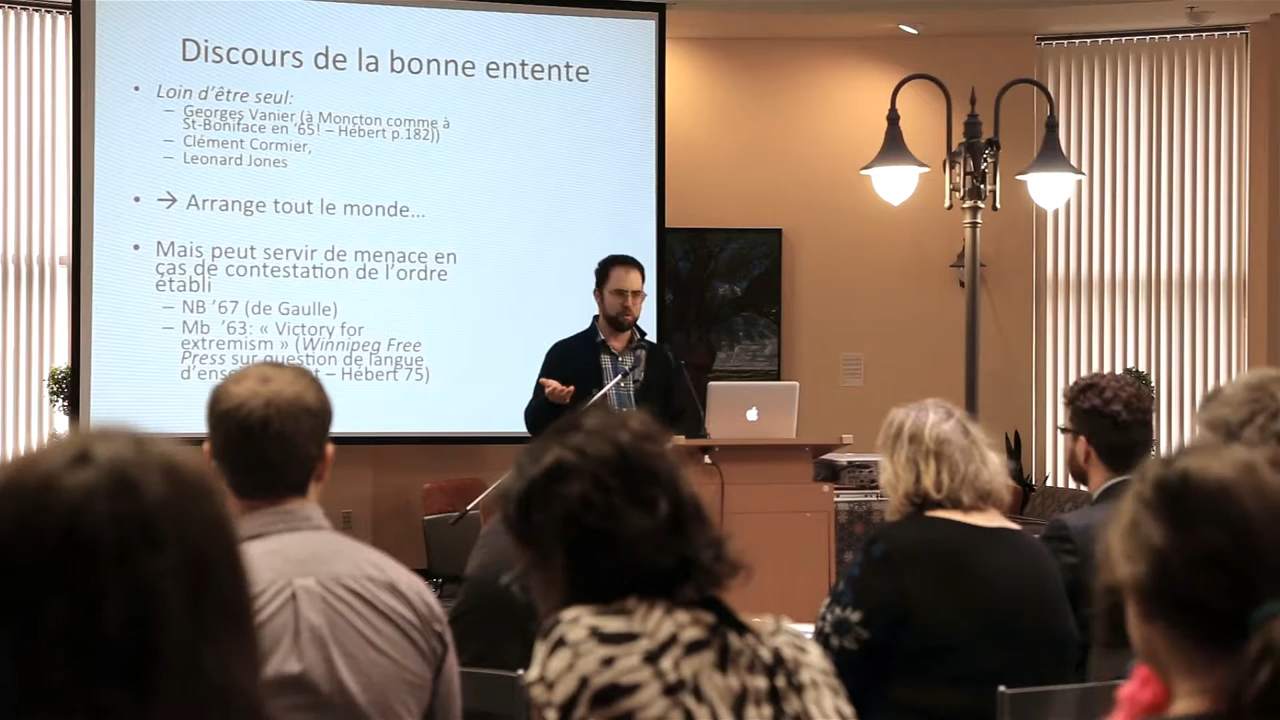 Discours de la bonne entente
• Loin d'être seul:
– Georges Vanier (à Moncton comme à
St-Boniface en '65! – Hébert p.182))
– Clément Cormier,
– Leonard Jones
• → Arrange tout le monde...
• Mais peut servir de menace en
cas de contestation de l'ordre
établi
– NB '67 (de Gaulle)
– Mb '63: « Victory for
extremism » (Winnipeg Free
Press sur question de langue
– Hébert 75)